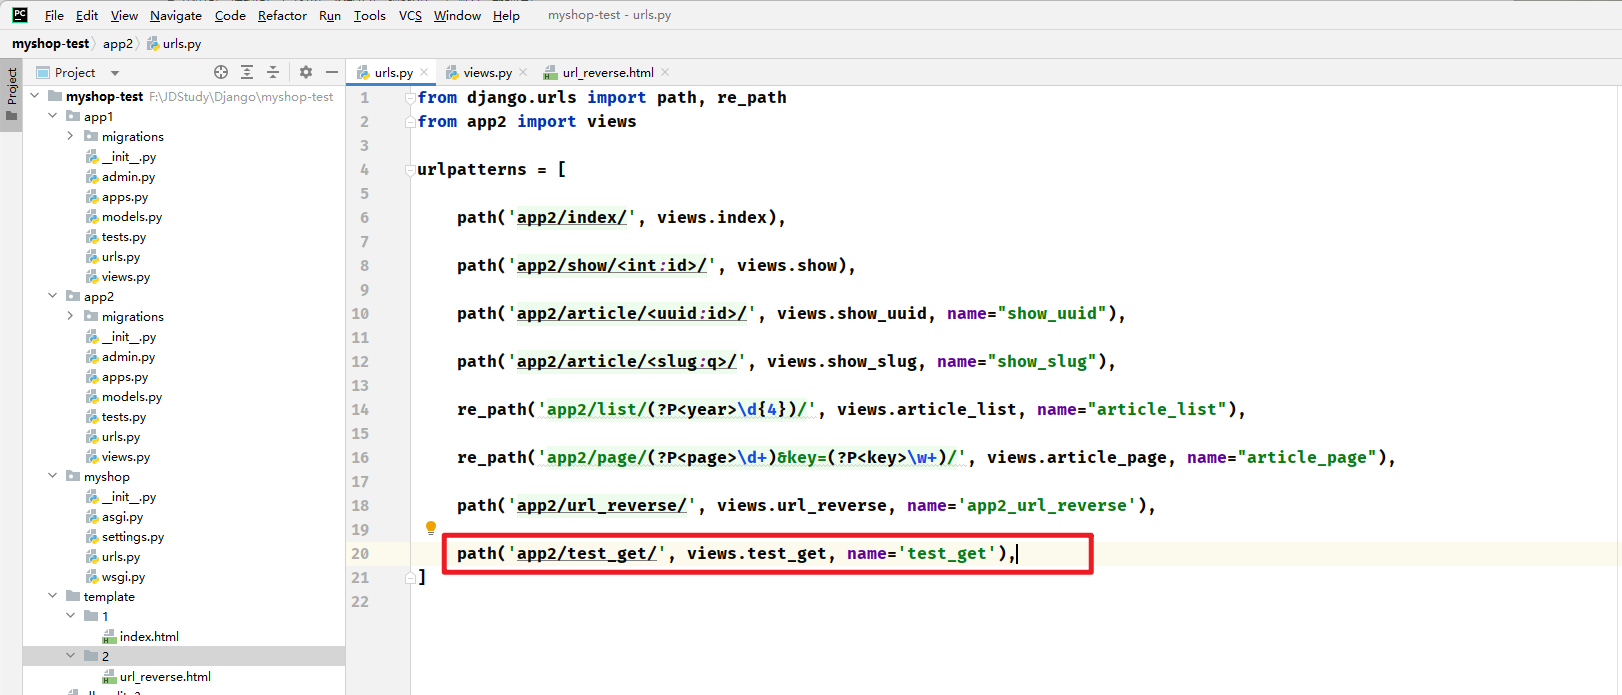 PC File Edit View Navigate Code Refactor Run Tools VCS Window Help myshop-test - urls.py
myshop-test app2 urls.py
Project
Project
urls.py views.py url_reverse.html
myshop-test F:\JDStudy\Django\myshop-test
app1
migrations
__init__.py
admin.py
apps.py
models.py
tests.py
urls.py
views.py
app2
migrations
__init__.py
admin.py
apps.py
models.py
tests.py
urls.py
views.py
myshop
__init__.py
asgi.py
settings.py
urls.py
wsgi.py
template
1
index.html
2
url_reverse.html
1 from django.urls import path, re_path
2 from app2 import views
3
4 urlpatterns = [
5
6 path('app2/index/', views.index),
7
8 path('app2/show/<int:id>/', views.show),
9
10 path('app2/article/<uuid:id>/', views.show_uuid, name="show_uuid"),
11
12 path('app2/article/<slug:q>/', views.show_slug, name="show_slug"),
13
14 re_path('app2/list/(?P<year>\d{4})/', views.article_list, name="article_list"),
15
16 re_path('app2/page/(?P<page>\d+)&key=(?P<key>\w+)/', views.article_page, name="article_page"),
17
18 path('app2/url_reverse/', views.url_reverse, name='app2_url_reverse'),
19
20 path('app2/test_get/', views.test_get, name='test_get'),
21 ]
22